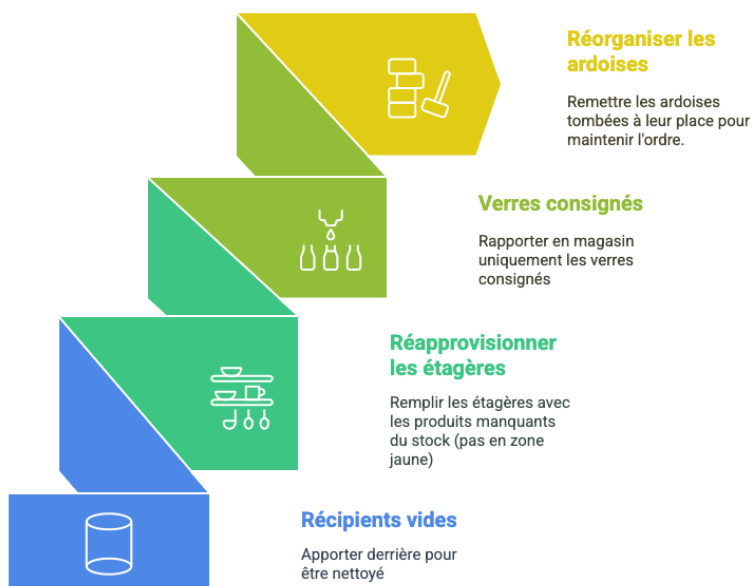 Réorganiser les
ardoises
Remettre les ardoises
tombées à leur place pour
maintenir l'ordre.
Verres consignés
Rapporter en magasin
uniquement les verres
consignés
Réapprovisionner
les étagères
Remplir les étagères avec
les produits manquants
du stock (pas en zone
jaune)
Récipients vides
Apporter derrière pour
être nettoyé